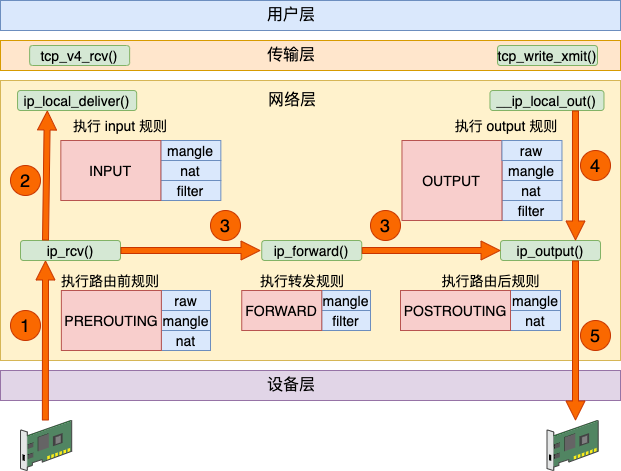 用户层
传输层
tcp_v4_rcv()
tcp_write_xmit()
网络层
ip_local_deliver()
__ip_local_out()
执行 input 规则
执行 output 规则
INPUT
mangle
nat
filter
OUTPUT
raw
mangle
nat
filter
2
4
3
3
ip_rcv()
ip_forward()
ip_output()
执行路由前规则
执行转发规则
执行路由后规则
PREROUTING
raw
mangle
nat
FORWARD
mangle
filter
POSTROUTING
mangle
nat
1
5
设备层